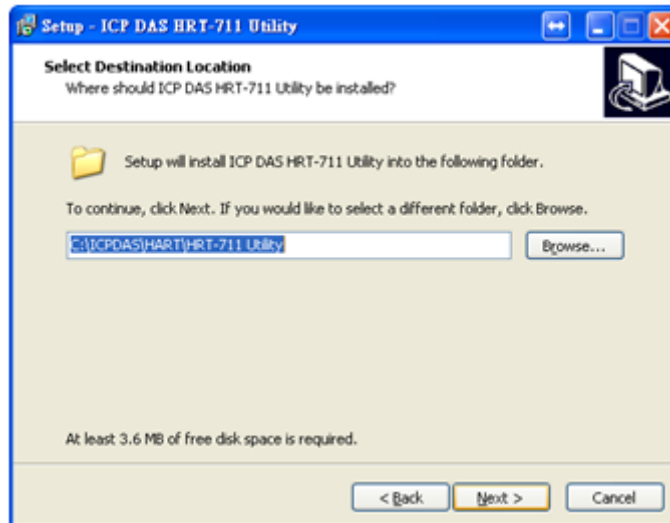 Setup - ICP DAS HRT-711 Utility
Select Destination Location
Where should ICP DAS HRT-711 Utility be installed?
Setup will install ICP DAS HRT-711 Utility into the following folder.
To continue, click Next. If you would like to select a different folder, click Browse.
C:\ICPDAS\HART\HRT-711 Utility
Browse...
At least 3.6 MB of free disk space is required.
< Back Next > Cancel